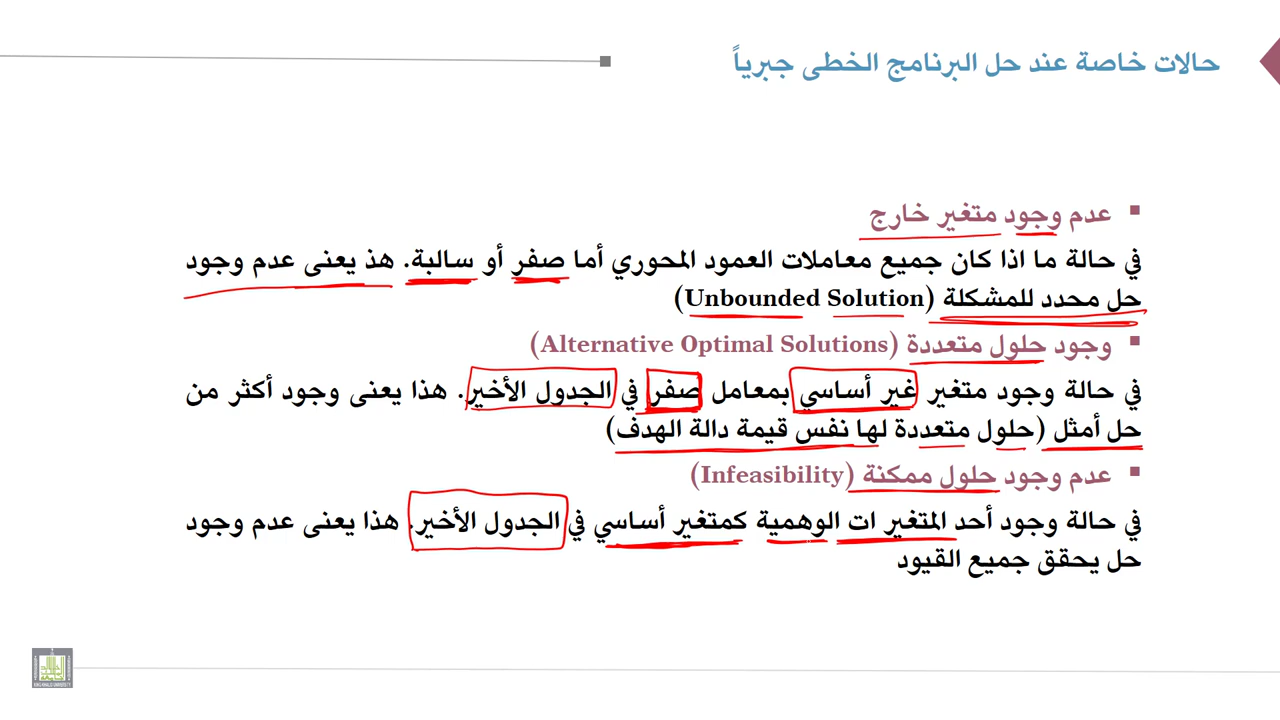 حالات خاصة عند حل البرنامج الخطى جبرياً
عدم وجود متغير خارج
في حالة ما اذا كان جميع معاملات العمود المحوري أما صفر أو سالبة. هذ يعنى عدم وجود
حل محدد للمشكلة (Unbounded Solution)
وجود حلول متعددة (Alternative Optimal Solutions)
في حالة وجود متغير غير أساسي بمعامل صفر في الجدول الأخير. هذا يعنى وجود أكثر من
حل أمثل (حلول متعددة لها نفس قيمة دالة الهدف)
عدم وجود حلول ممكنة (Infeasibility)
في حالة وجود أحد المتغير ات الوهمية كمتغير أساسي في الجدول الأخير. هذا يعنى عدم وجود
حل يحقق جميع القيود